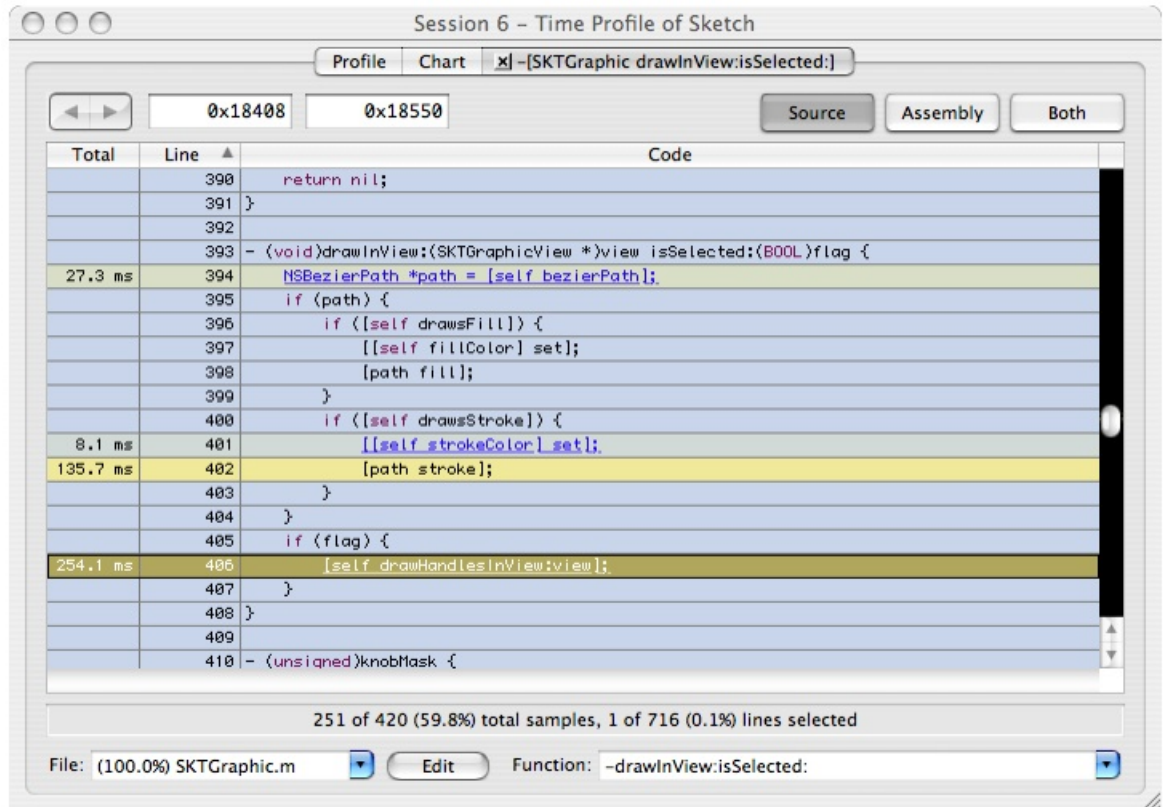 Session 6 – Time Profile of Sketch
Profile Chart x -[SKTGraphic drawInView:isSelected:]
0x18408 0x18550 Source Assembly Both
Total Line Code
390 return nil;
391 }
392
393 - (void)drawInView:(SKTGraphicView *)view isSelected:(BOOL)flag {
27.3 ms 394 NSBezierPath *path = [self bezierPath];
395 if (path) {
396 if ([self drawsFill]) {
397 [[self fillColor] set];
398 [path fill];
399 }
400 if ([self drawsStroke]) {
8.1 ms 401 [[self strokeColor] set];
135.7 ms 402 [path stroke];
403 }
404 }
405 if (flag) {
254.1 ms 406 [self drawHandlesInView:view];
407 }
408 }
409
410 - (unsigned)knobMask {
251 of 420 (59.8%) total samples, 1 of 716 (0.1%) lines selected
File: (100.0%) SKTGraphic.m Edit Function: -drawInView:isSelected: